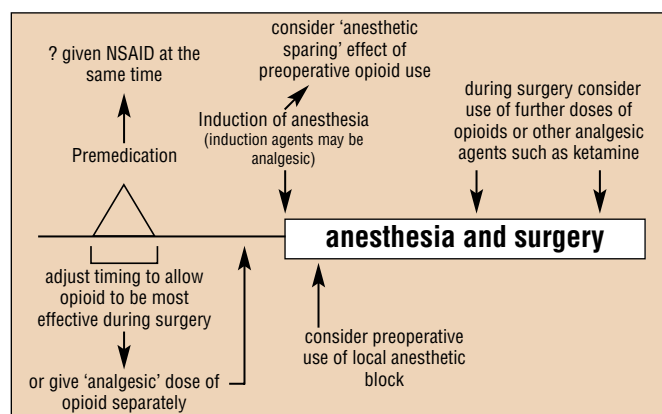 ? given NSAID at the
same time
Premedication
adjust timing to allow
opioid to be most
effective during surgery
or give ‘analgesic’ dose of
opioid separately
consider ‘anesthetic
sparing’ effect of
preoperative opioid use
Induction of anesthesia
(induction agents may be
analgesic)
during surgery consider
use of further doses of
opioids or other analgesic
agents such as ketamine
anesthesia and surgery
consider preoperative
use of local anesthetic
block